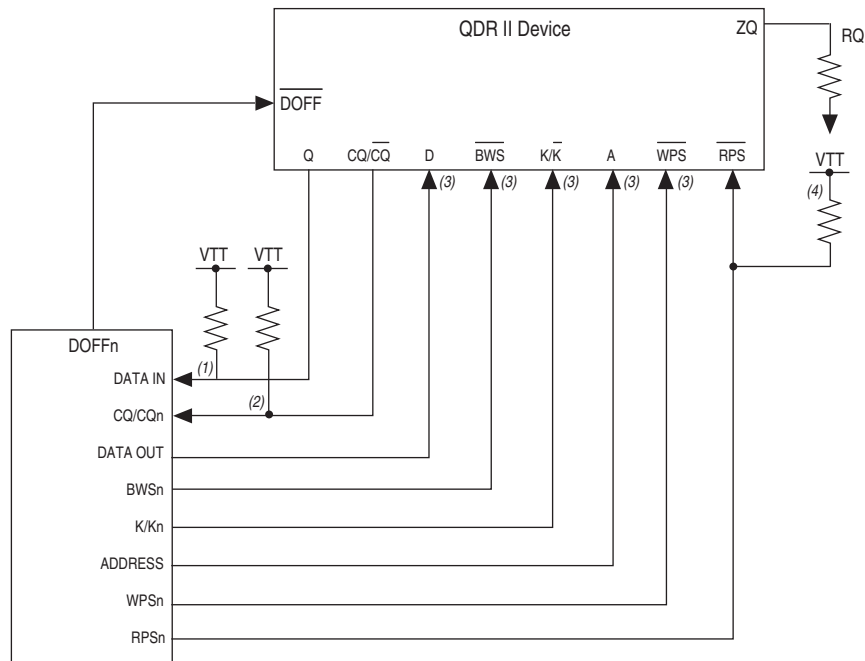 QDR II Device
ZQ
RQ
DOFF
Q
CQ/CQ
D
BWS
K/K
A
WPS
RPS
(3)
(3)
(3)
(3)
(3)
VTT
(4)
VTT
VTT
DOFFn
(1)
DATA IN
(2)
CQ/CQn
DATA OUT
BWSn
K/Kn
ADDRESS
WPSn
RPSn